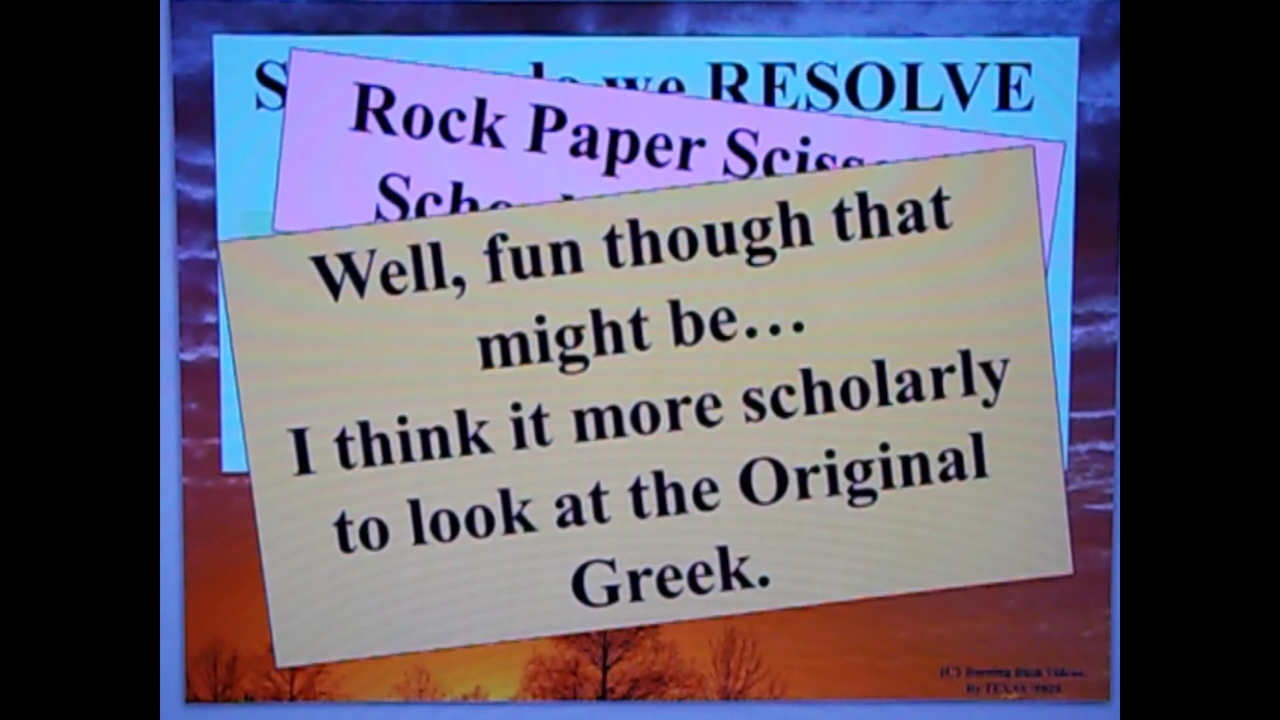 we RESOLVE
Rock Paper
Well, fun though that
might be…
I think it more scholarly
to look at the Original
Greek.